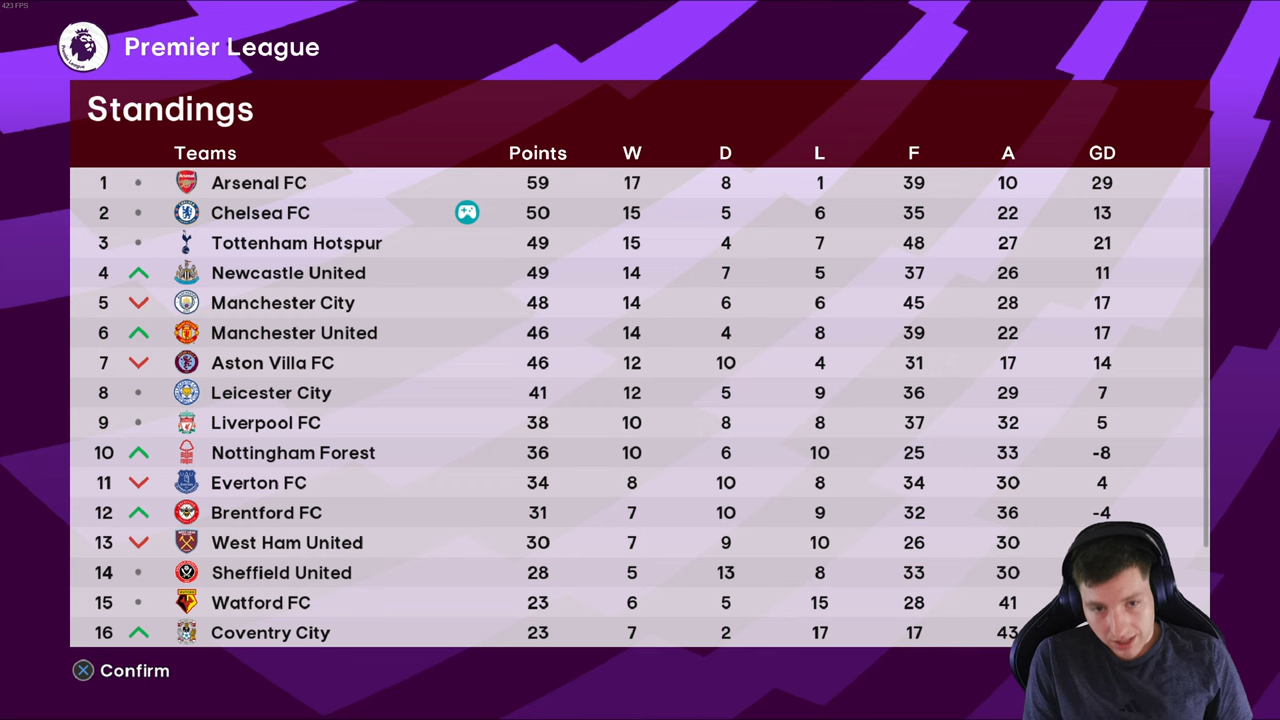 423 FPS
Premier League
Standings
Teams Points W D L F A GD
1 Arsenal FC 59 17 8 1 39 10 29
2 Chelsea FC 50 15 5 6 35 22 13
3 Tottenham Hotspur 49 15 4 7 48 27 21
4 Newcastle United 49 14 7 5 37 26 11
5 Manchester City 48 14 6 6 45 28 17
6 Manchester United 46 14 4 8 39 22 17
7 Aston Villa FC 46 12 10 4 31 17 14
8 Leicester City 41 12 5 9 36 29 7
9 Liverpool FC 38 10 8 8 37 32 5
10 Nottingham Forest 36 10 6 10 25 33 -8
11 Everton FC 34 8 10 8 34 30 4
12 Brentford FC 31 7 10 9 32 36 -4
13 West Ham United 30 7 9 10 26 30
14 Sheffield United 28 5 13 8 33 30
15 Watford FC 23 6 5 15 28 41
16 Coventry City 23 7 2 17 17 43
Confirm